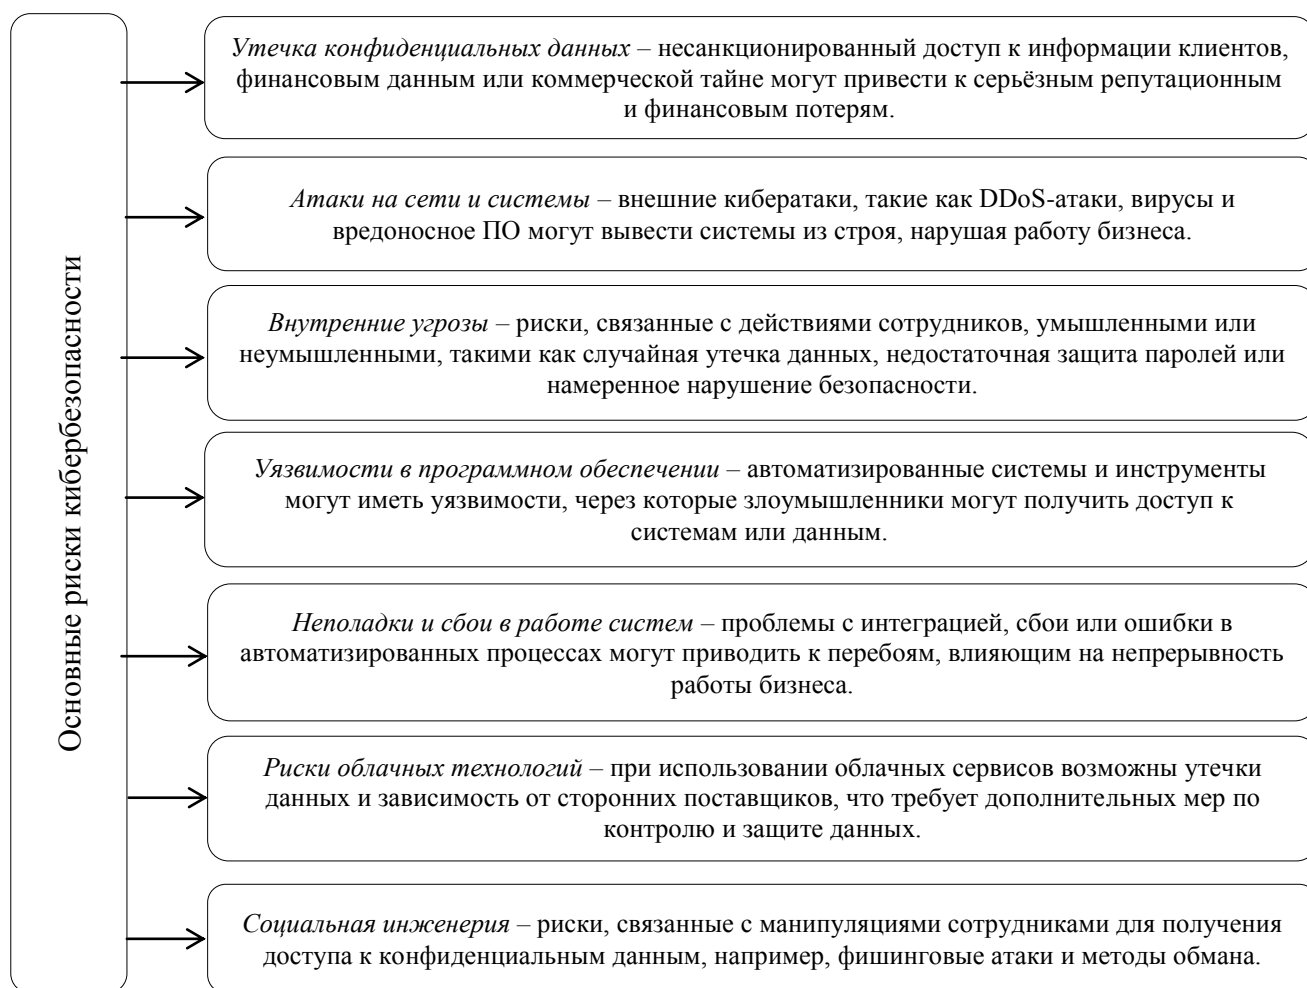 Основные риски кибербезопасности
Утечка конфиденциальных данных – несанкционированный доступ к информации клиентов,
финансовым данным или коммерческой тайне могут привести к серьёзным репутационным
и финансовым потерям.
Атаки на сети и системы – внешние кибератаки, такие как DDoS-атаки, вирусы и
вредоносное ПО могут вывести системы из строя, нарушая работу бизнеса.
Внутренние угрозы – риски, связанные с действиями сотрудников, умышленными или
неумышленными, такими как случайная утечка данных, недостаточная защита паролей или
намеренное нарушение безопасности.
Уязвимости в программном обеспечении – автоматизированные системы и инструменты
могут иметь уязвимости, через которые злоумышленники могут получить доступ к
системам или данным.
Неполадки и сбои в работе систем – проблемы с интеграцией, сбои или ошибки в
автоматизированных процессах могут приводить к перебоям, влияющим на непрерывность
работы бизнеса.
Риски облачных технологий – при использовании облачных сервисов возможны утечки
данных и зависимость от сторонних поставщиков, что требует дополнительных мер по
контролю и защите данных.
Социальная инженерия – риски, связанные с манипуляциями сотрудниками для получения
доступа к конфиденциальным данным, например, фишинговые атаки и методы обмана.